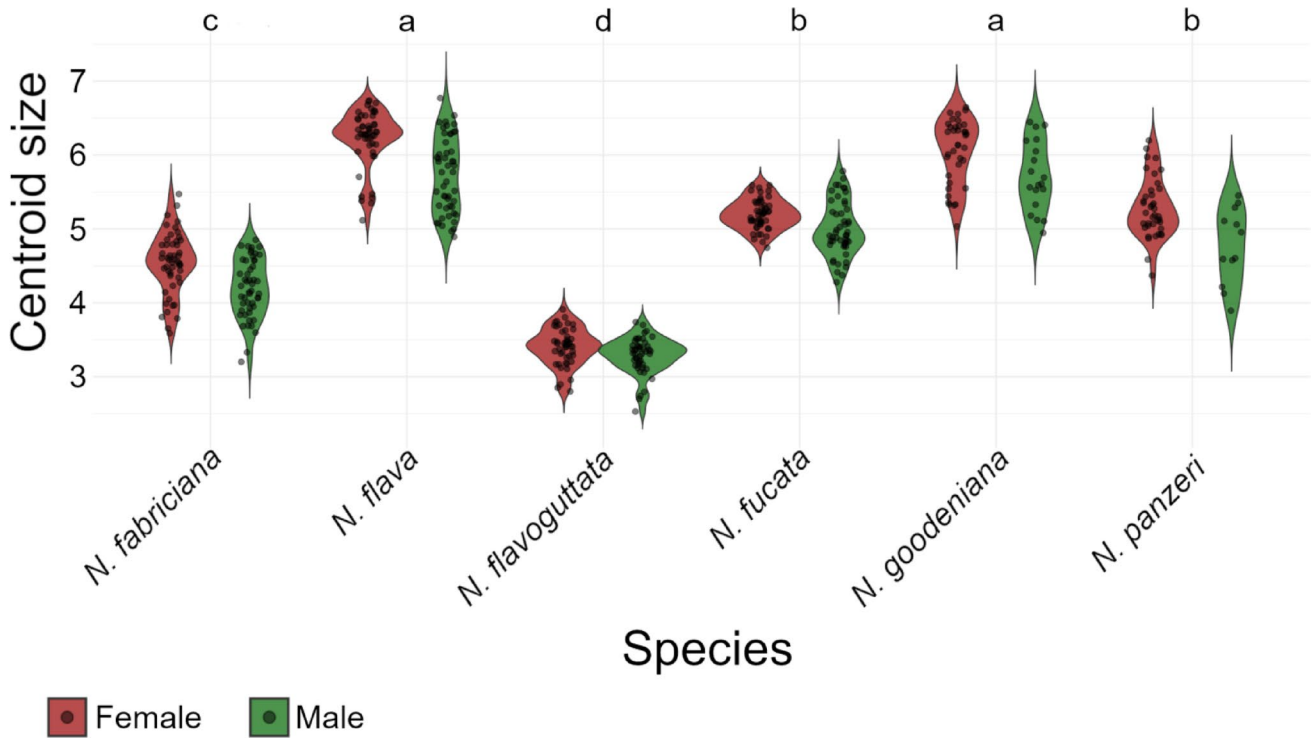 c a d b a b
Centroid size
7
6
5
4
3
N. fabriciana
N. flava
N. flavoguttata
N. fucata
N. goodeniana
N. panzeri
Species
Female Male